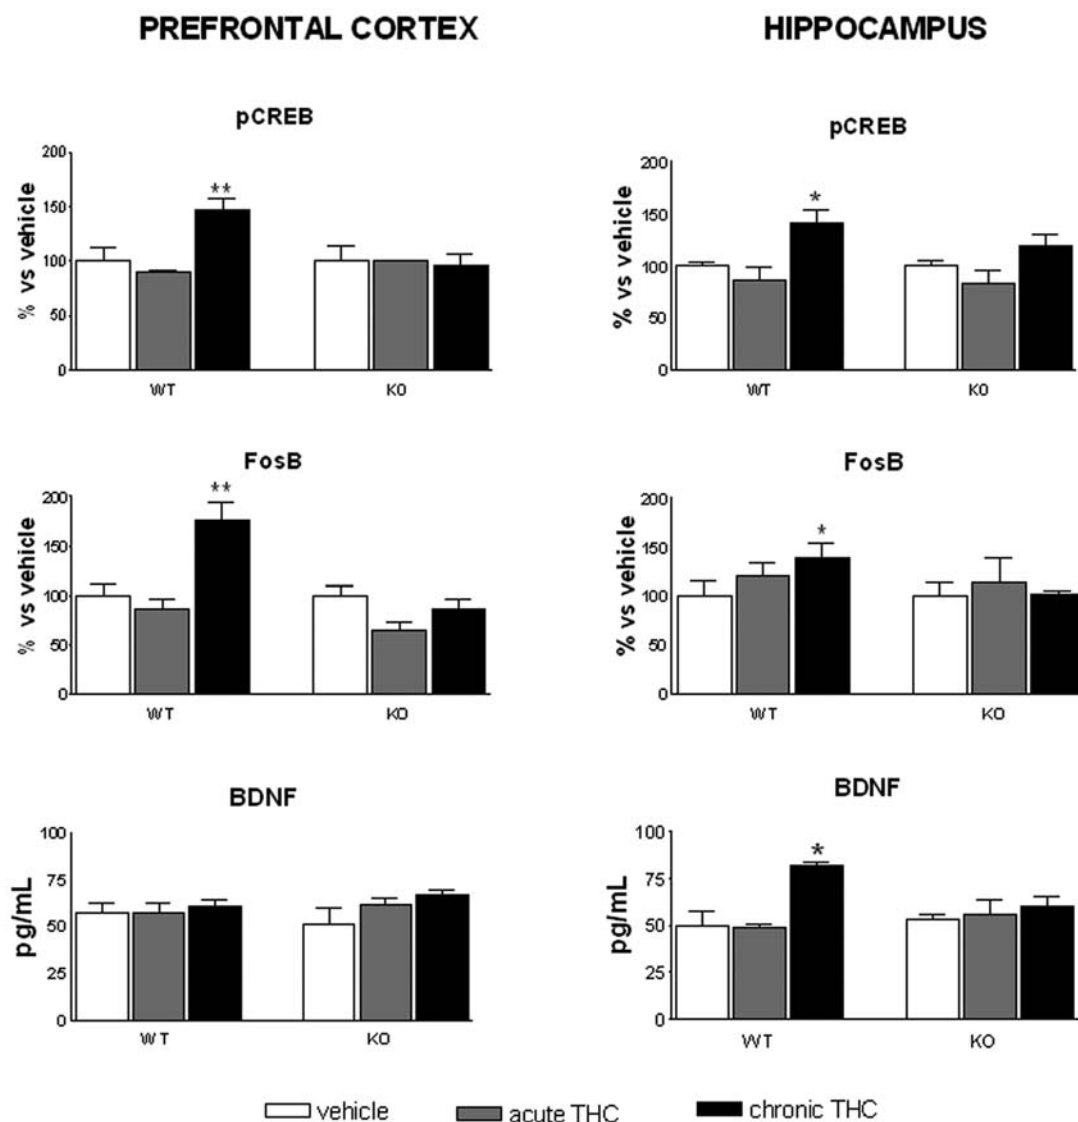 PREFRONTAL CORTEX
HIPPOCAMPUS
pCREB
% vs vehicle
200
150
100
50
0
**
WT
KO
pCREB
% vs vehicle
200
150
100
50
0
*
WT
KO
FosB
% vs vehicle
200
150
100
50
0
**
WT
KO
FosB
% vs vehicle
200
150
100
50
0
*
WT
KO
BDNF
pg/mL
100
75
50
25
0
WT
KO
BDNF
pg/mL
100
75
50
25
0
*
WT
KO
vehicle
acute THC
chronic THC